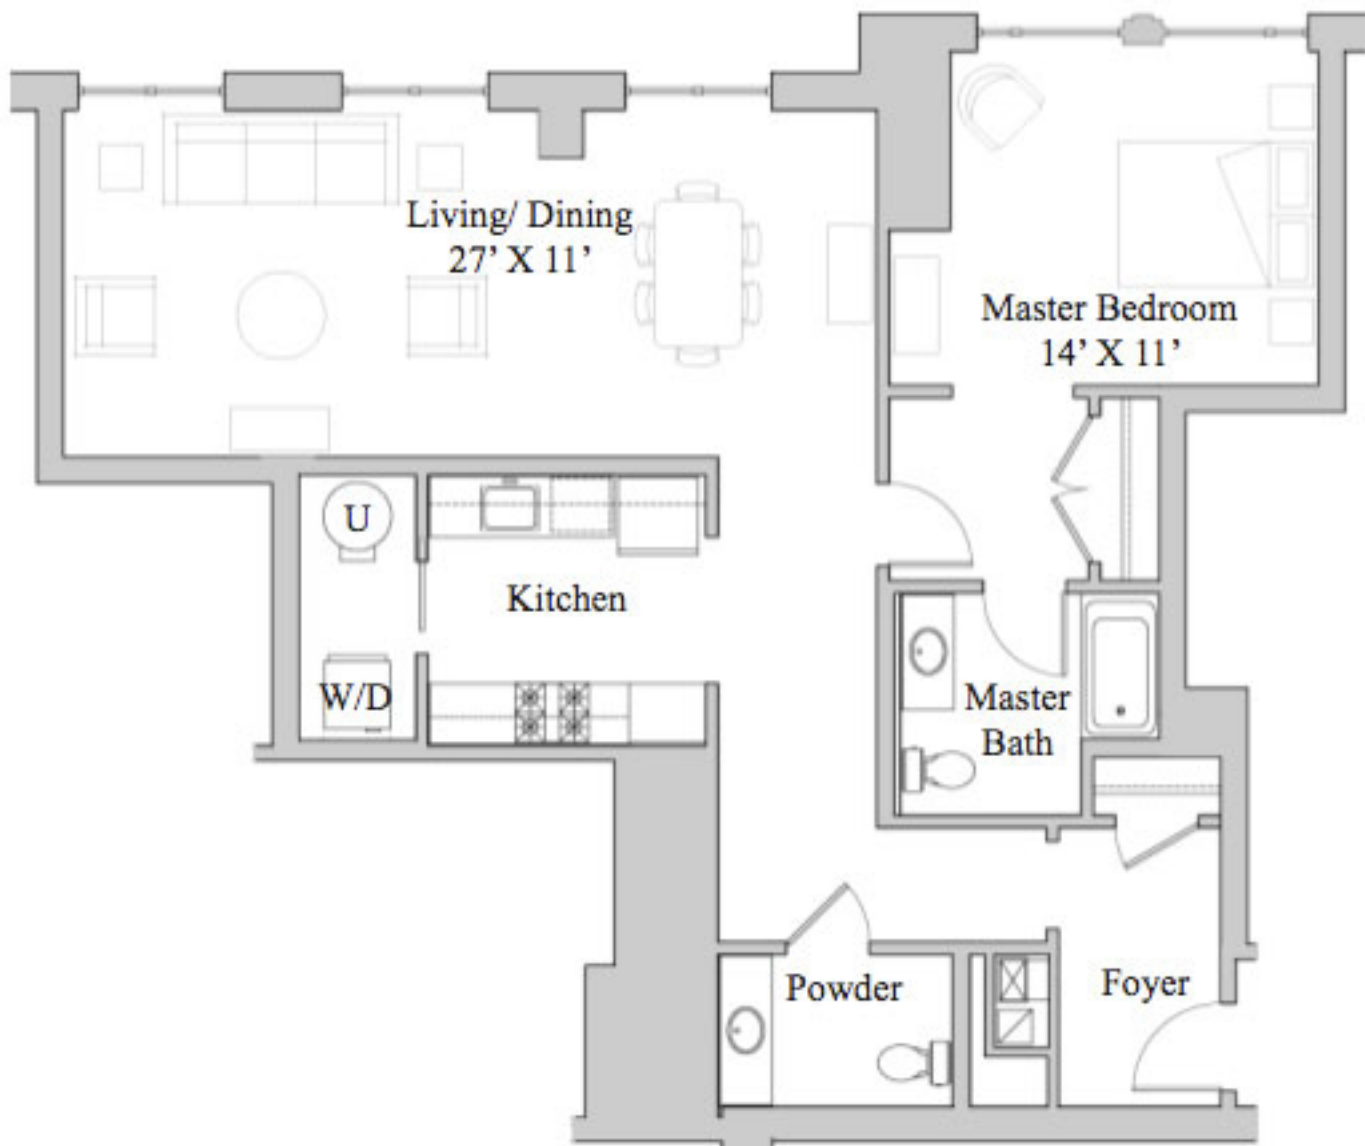 Living/ Dining
27’ X 11’
Master Bedroom
14’ X 11’
U
Kitchen
W/D
Master
Bath
Powder
Foyer